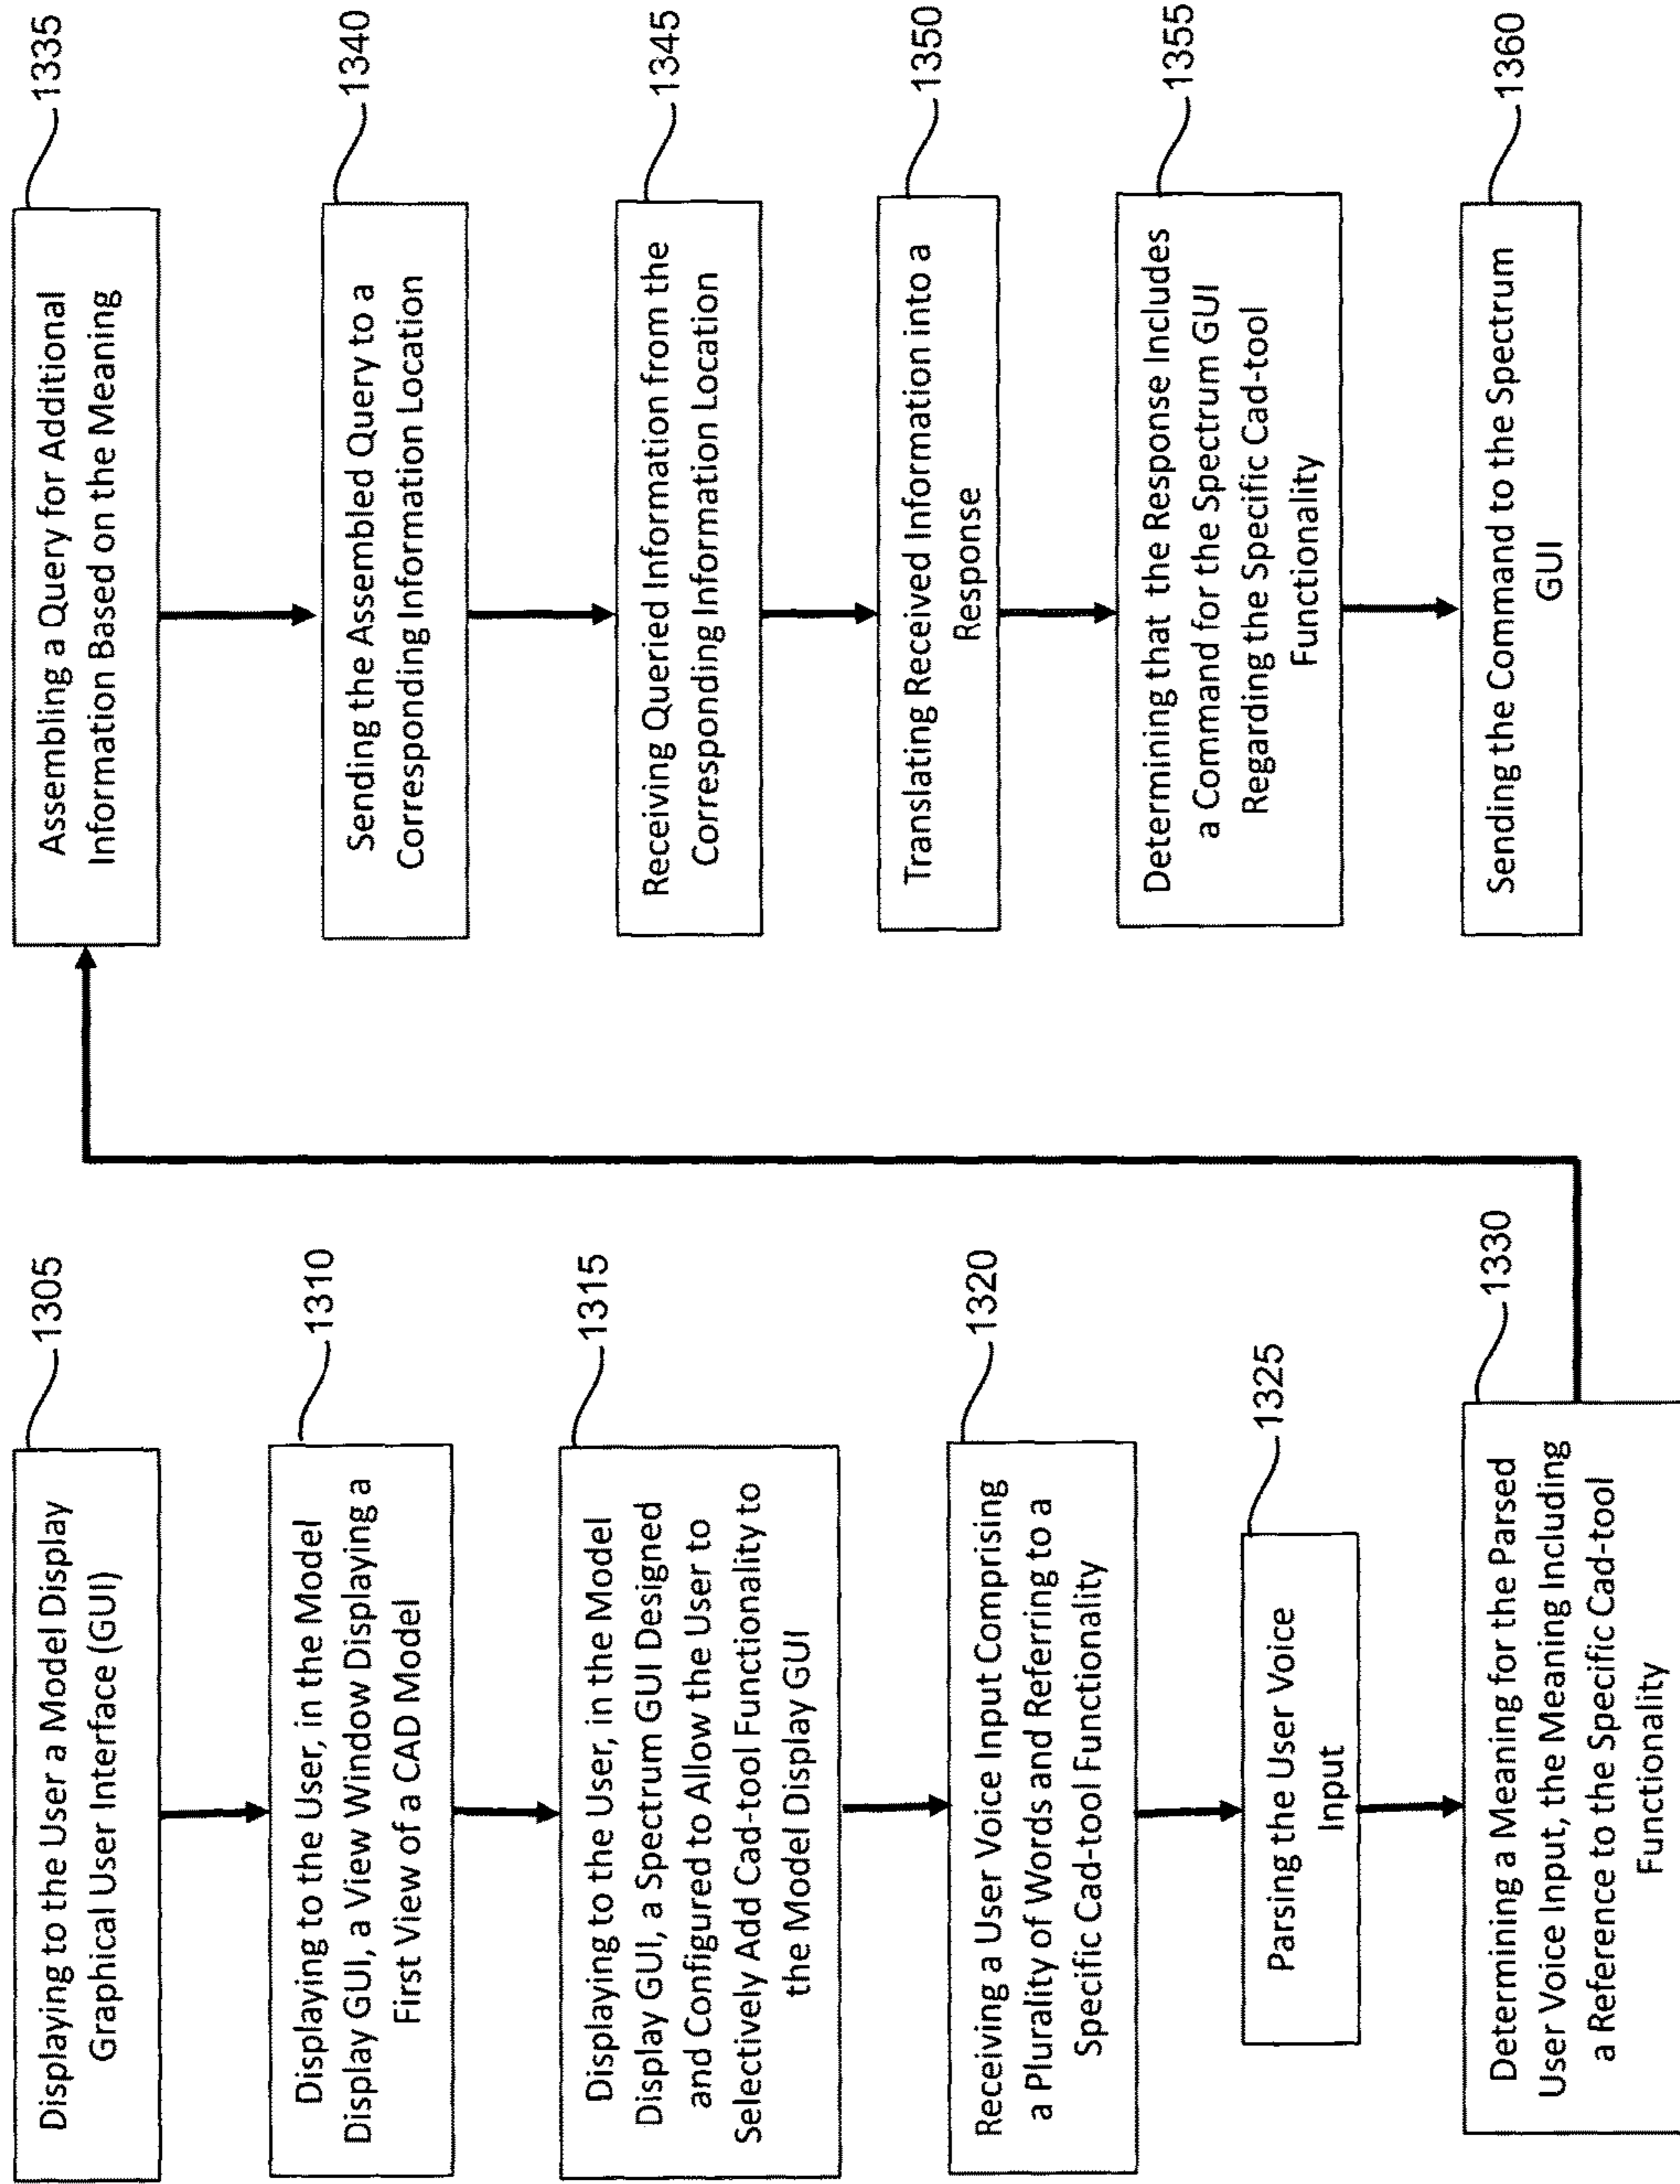 Displaying to the User a Model Display
Graphical User Interface (GUI)
1305
Displaying to the User, in the Model
Display GUI, a View Window Displaying a
First View of a CAD Model
1310
Displaying to the User, in the Model
Display GUI, a Spectrum GUI Designed
and Configured to Allow the User to
Selectively Add Cad-tool Functionality to
the Model Display GUI
1315
Receiving a User Voice Input Comprising
a Plurality of Words and Referring to a
Specific Cad-tool Functionality
1320
Parsing the User Voice
Input
1325
Determining a Meaning for the Parsed
User Voice Input, the Meaning Including
a Reference to the Specific Cad-tool
Functionality
1330
Assembling a Query for Additional
Information Based on the Meaning
1335
Sending the Assembled Query to a
Corresponding Information Location
1340
Receiving Queried Information from the
Corresponding Information Location
1345
Translating Received Information into a
Response
1350
Determining that the Response Includes
a Command for the Spectrum GUI
Regarding the Specific Cad-tool
Functionality
1355
Sending the Command to the Spectrum
GUI
1360